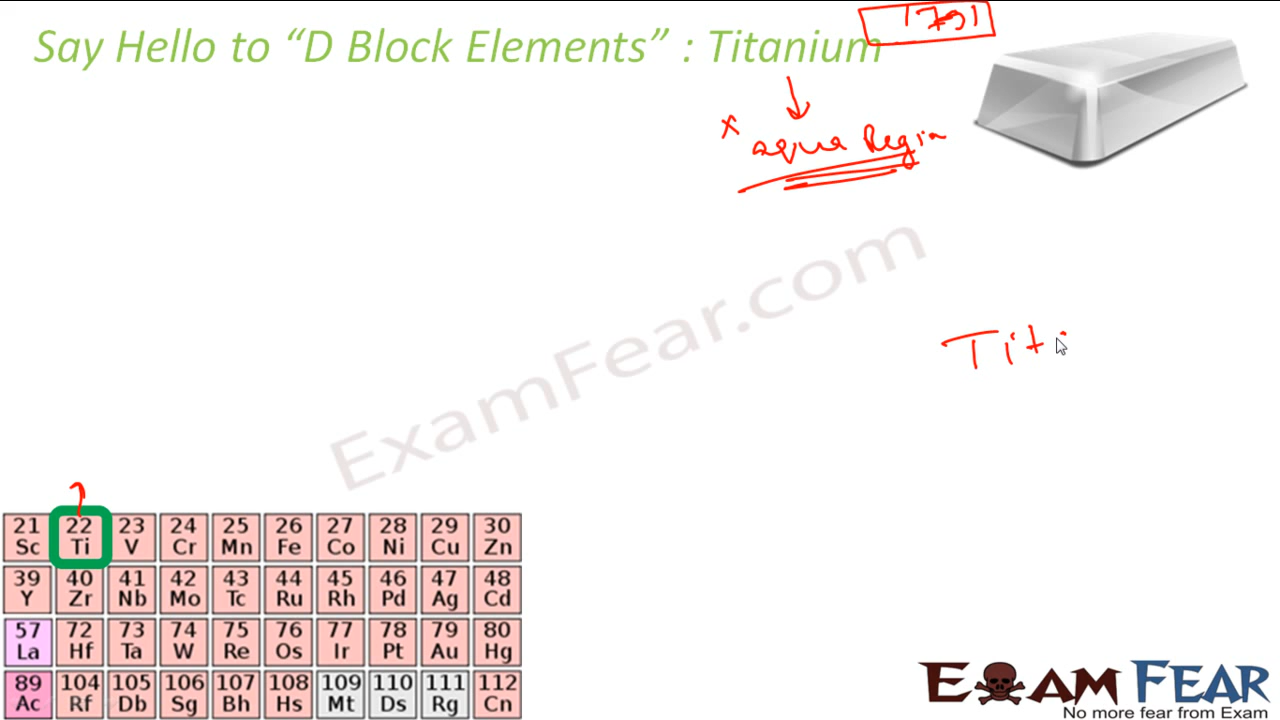 1791
Say Hello to “D Block Elements” : Titanium
x aqua Regia
ExamFear.com
Tit
21 22 23 24 25 26 27 28 29 30
Sc Ti V Cr Mn Fe Co Ni Cu Zn
39 40 41 42 43 44 45 46 47 48
Y Zr Nb Mo Tc Ru Rh Pd Ag Cd
57 72 73 74 75 76 77 78 79 80
La Hf Ta W Re Os Ir Pt Au Hg
89 104 105 106 107 108 109 110 111 112
Ac Rf Db Sg Bh Hs Mt Ds Rg Cn
EXAM FEAR
No more fear from Exam